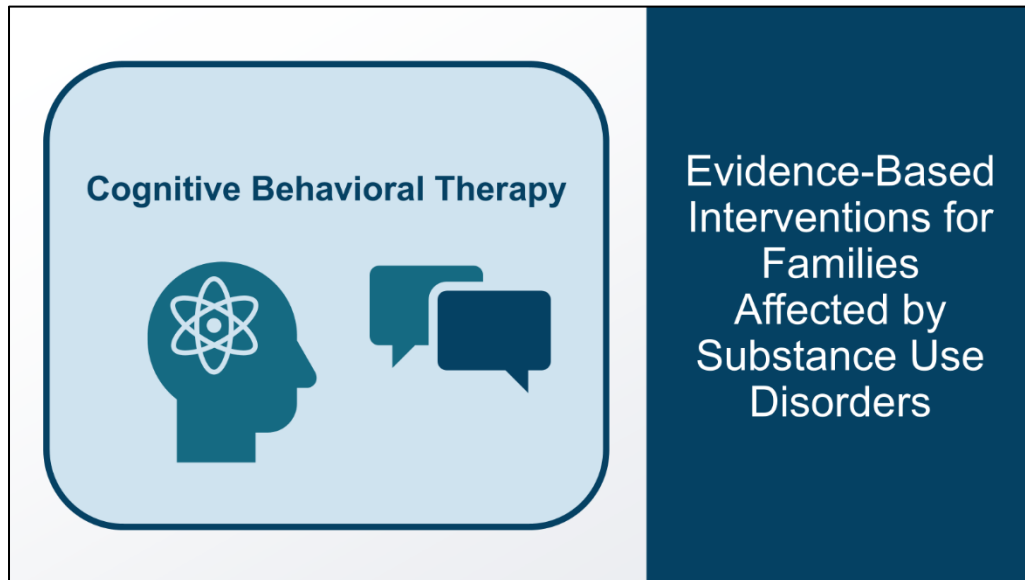 Cognitive Behavioral Therapy
Evidence-Based
Interventions for
Families
Affected by
Substance Use
Disorders